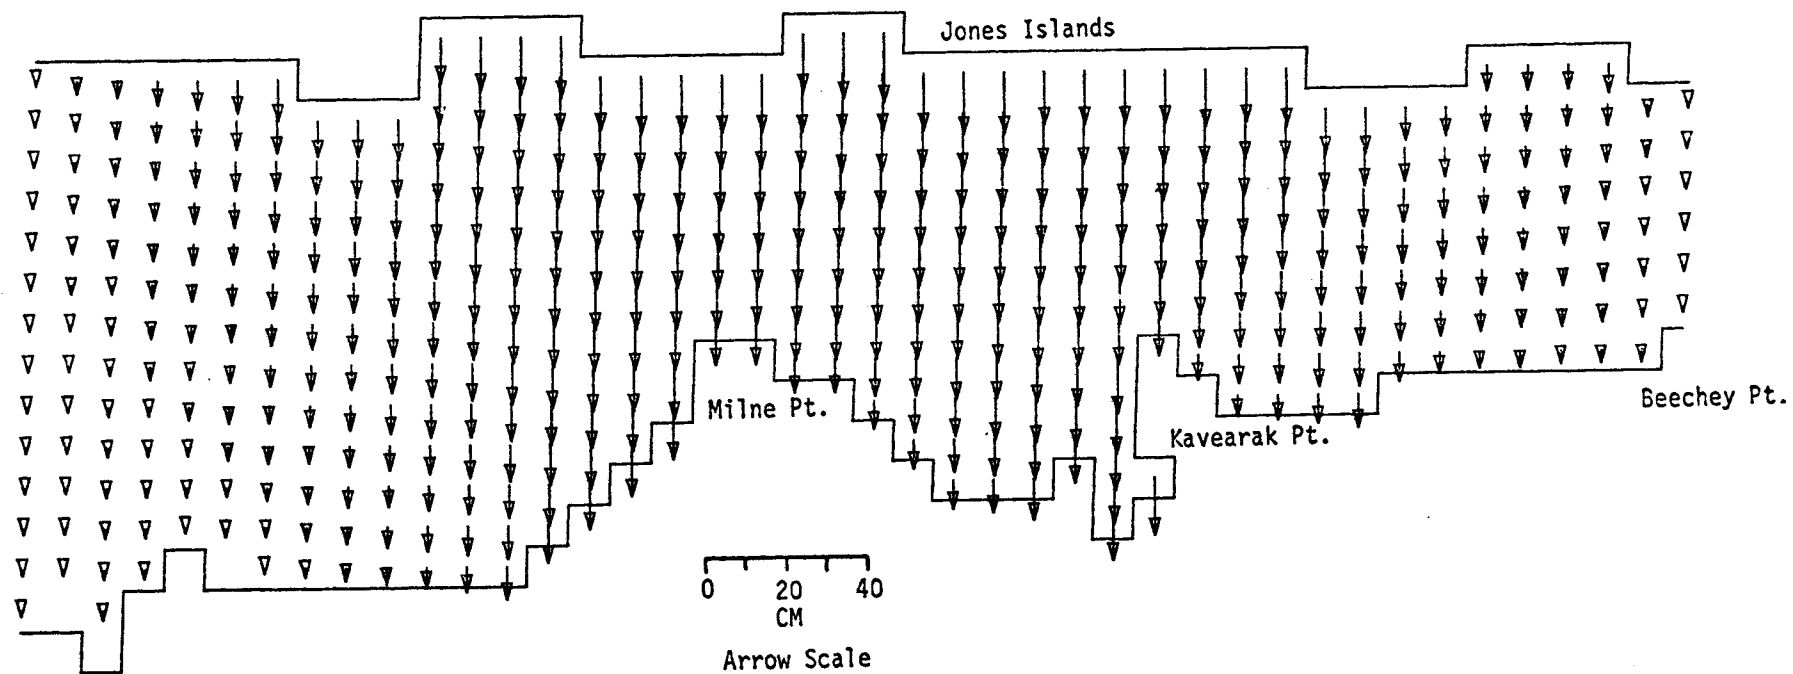 Jones Islands
Milne Pt.
Kavearak Pt.
Beechey Pt.
0 20 40
CM
Arrow Scale